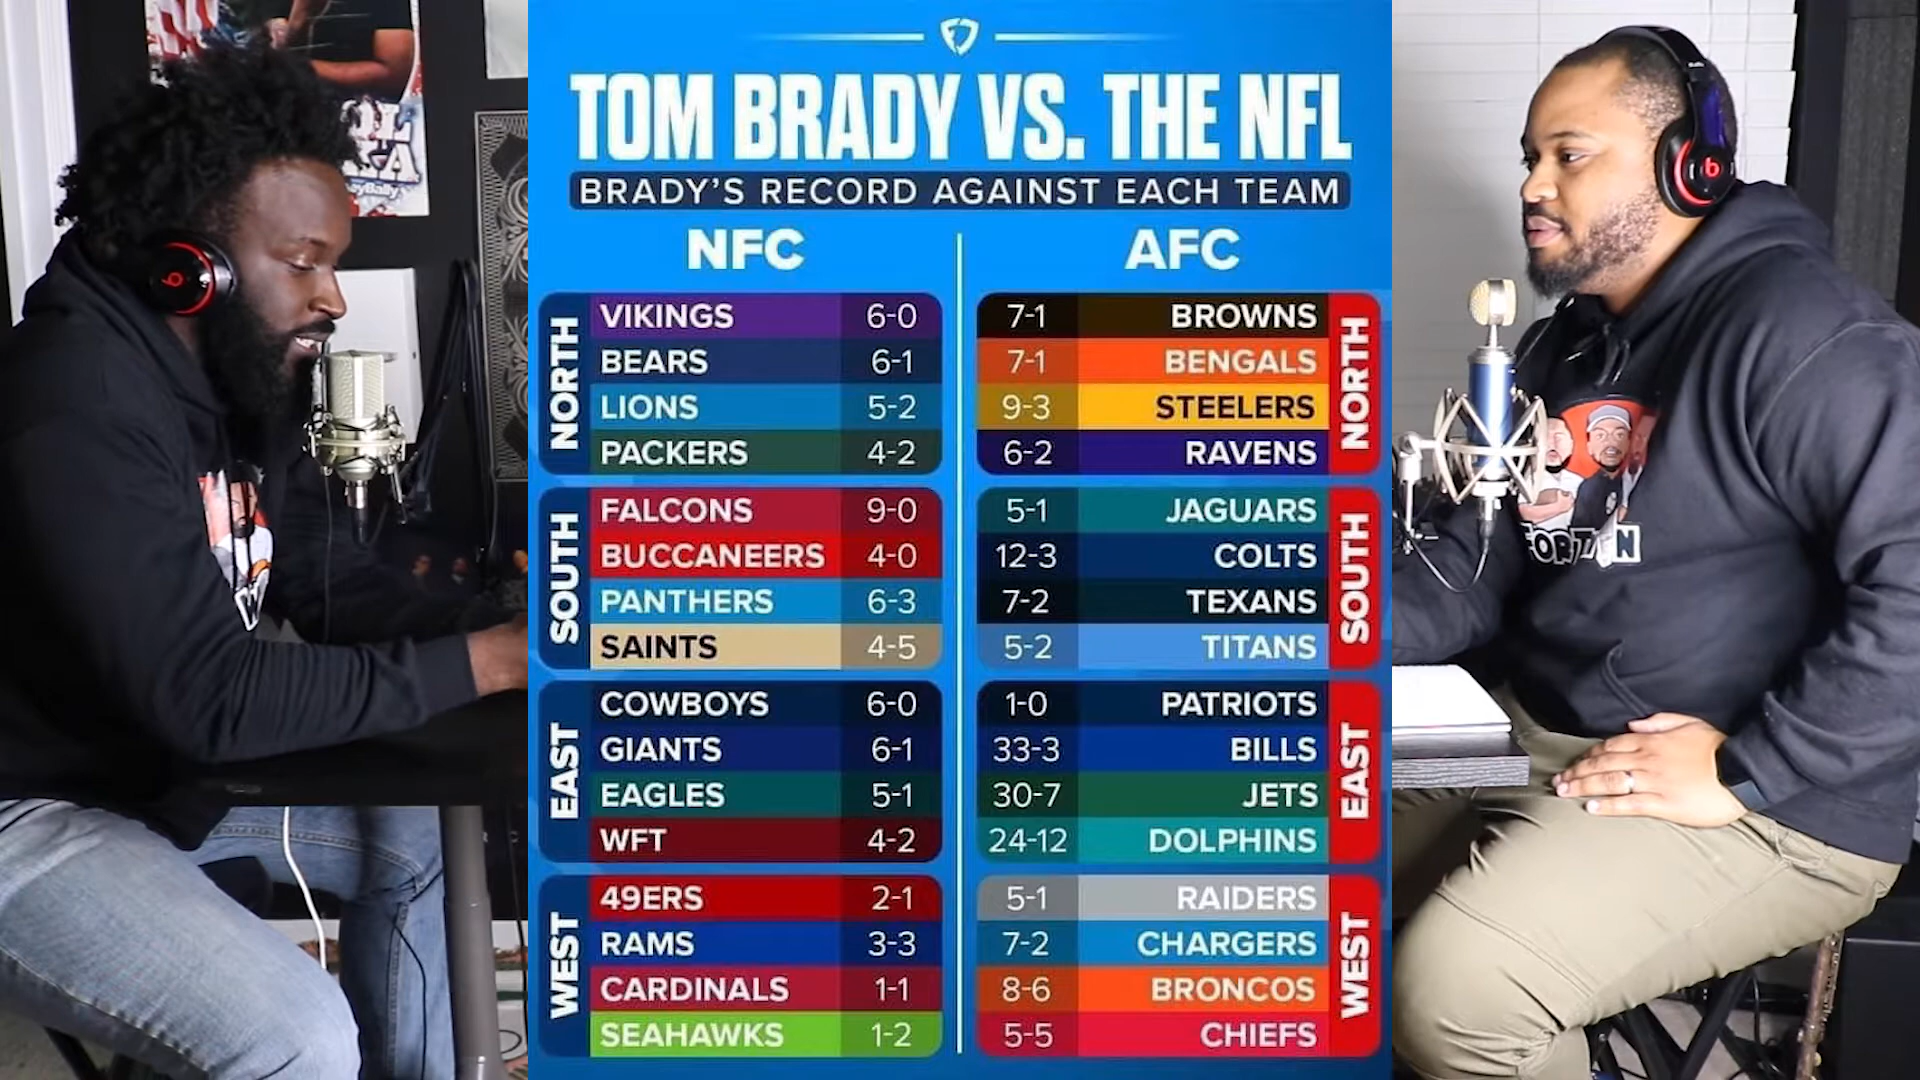 TOM BRADY VS. THE NFL
BRADY'S RECORD AGAINST EACH TEAM
NFC
NORTH
VIKINGS 6-0
BEARS 6-1
LIONS 5-2
PACKERS 4-2
SOUTH
FALCONS 9-0
BUCCANEERS 4-0
PANTHERS 6-3
SAINTS 4-5
EAST
COWBOYS 6-0
GIANTS 6-1
EAGLES 5-1
WFT 4-2
WEST
49ERS 2-1
RAMS 3-3
CARDINALS 1-1
SEAHAWKS 1-2
AFC
NORTH
7-1 BROWNS
7-1 BENGALS
9-3 STEELERS
6-2 RAVENS
SOUTH
5-1 JAGUARS
12-3 COLTS
7-2 TEXANS
5-2 TITANS
EAST
1-0 PATRIOTS
33-3 BILLS
30-7 JETS
24-12 DOLPHINS
WEST
5-1 RAIDERS
7-2 CHARGERS
8-6 BRONCOS
5-5 CHIEFS